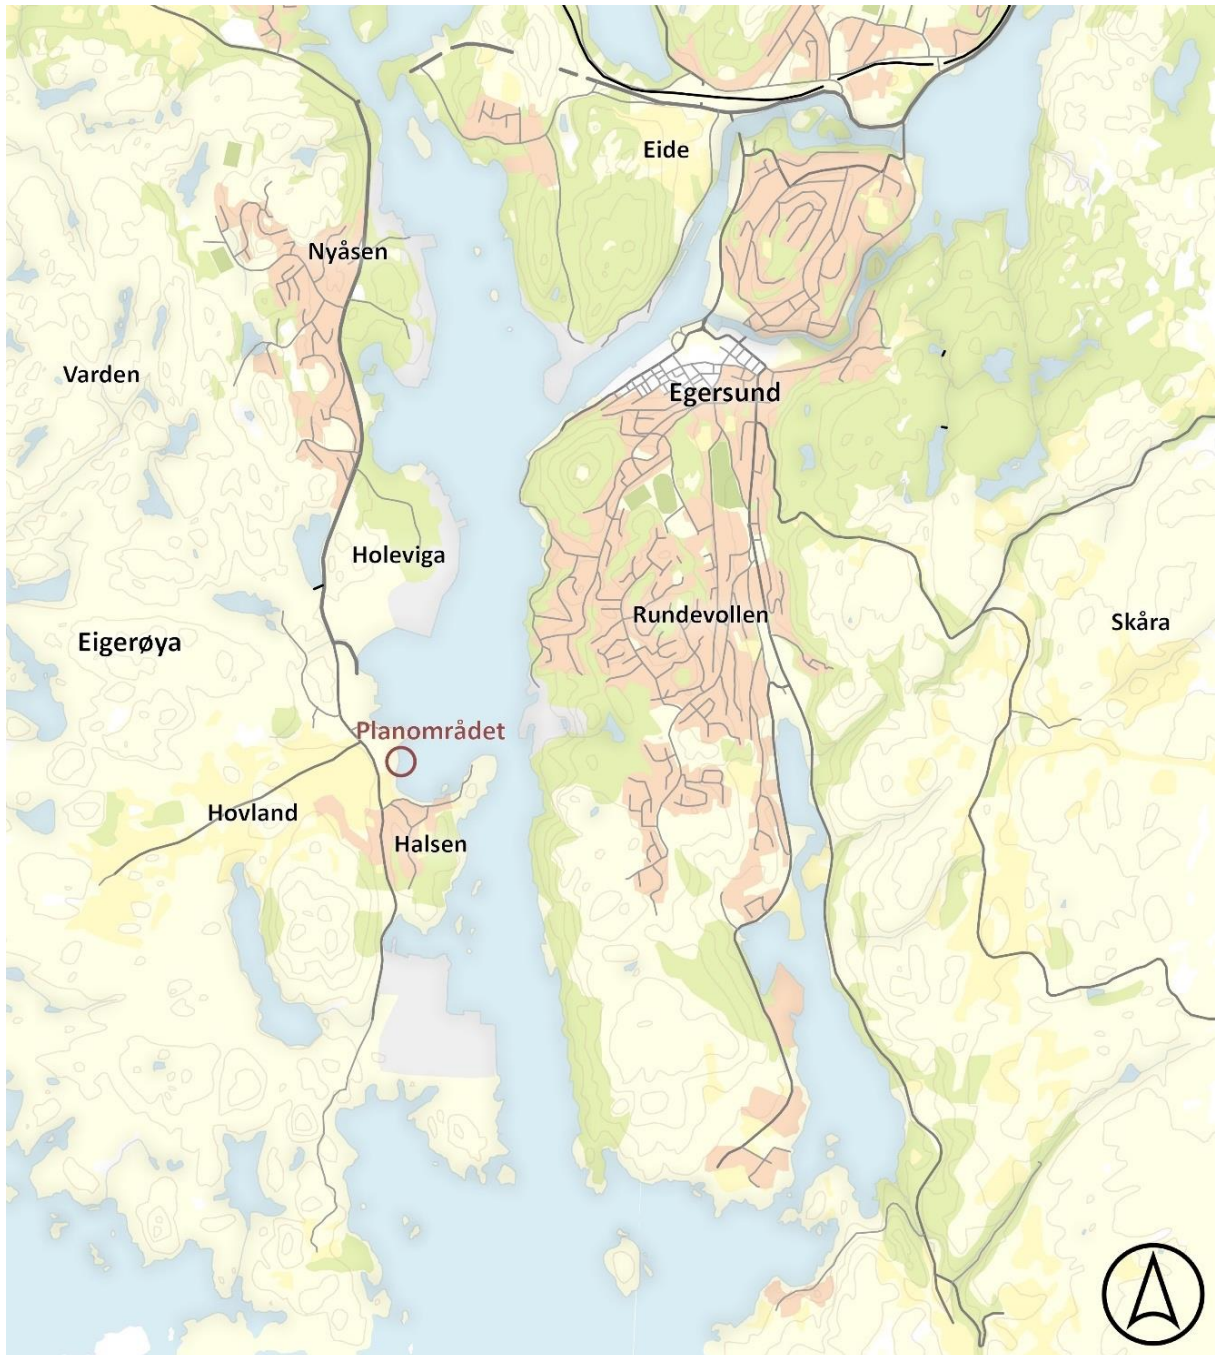 Eide
Nyåsen
Varden
Egersund
Holeviga
Rundevollen
Skåra
Eigerøya
Planområdet
Hovland
Halsen